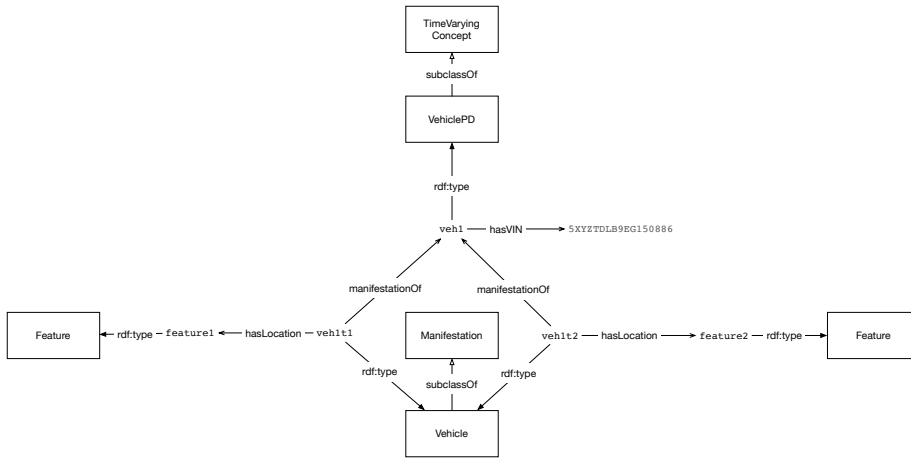 TimeVarying
Concept
subclassOf
VehiclePD
rdf:type
veh1
hasVIN
5XYZTDLB9EG150886
manifestationOf
manifestationOf
Feature
rdf:type
feature1
hasLocation
veh1t1
Manifestation
veh1t2
hasLocation
feature2
rdf:type
Feature
rdf:type
rdf:type
subclassOf
Vehicle